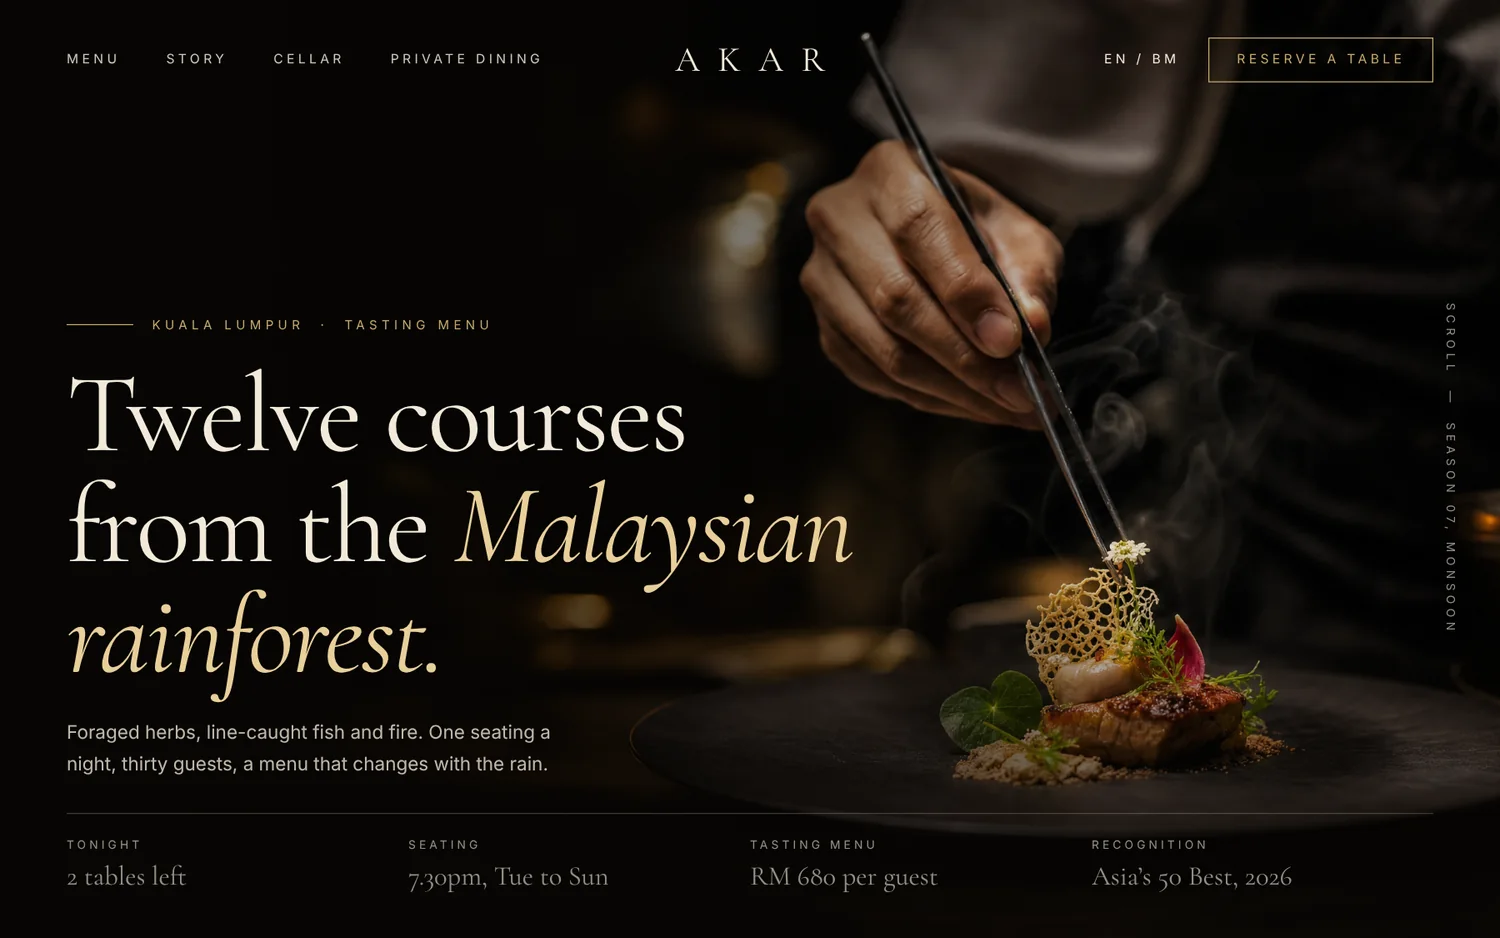 MENU STORY CELLAR PRIVATE DINING
AKAR
EN / BM
RESERVE A TABLE
KUALA LUMPUR · TASTING MENU
Twelve courses
from the Malaysian
rainforest.
Foraged herbs, line-caught fish and fire. One seating a
night, thirty guests, a menu that changes with the rain.
SCROLL — SEASON 07, MONSOON
TONIGHT
2 tables left
SEATING
7.30pm, Tue to Sun
TASTING MENU
RM 680 per guest
RECOGNITION
Asia’s 50 Best, 2026